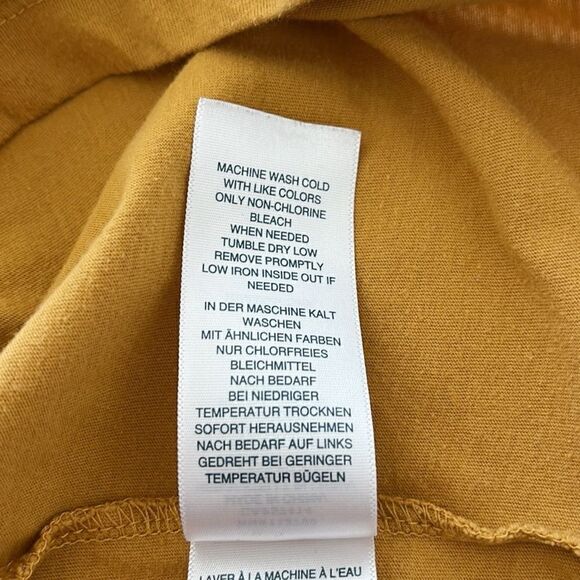 MACHINE WASH COLD
WITH LIKE COLORS
ONLY NON-CHLORINE
BLEACH
WHEN NEEDED
TUMBLE DRY LOW
REMOVE PROMPTLY
LOW IRON INSIDE OUT IF
NEEDED
IN DER MASCHINE KALT
WASCHEN
MIT ÄHNLICHEN FARBEN
NUR CHLORFREIES
BLEICHMITTEL
NACH BEDARF
BEI NIEDRIGER
TEMPERATUR TROCKNEN
SOFORT HERAUSNEHMEN
NACH BEDARF AUF LINKS
GEDREHT BEI GERINGER
TEMPERATUR BÜGELN
LAVER À LA MACHINE À L'EAU